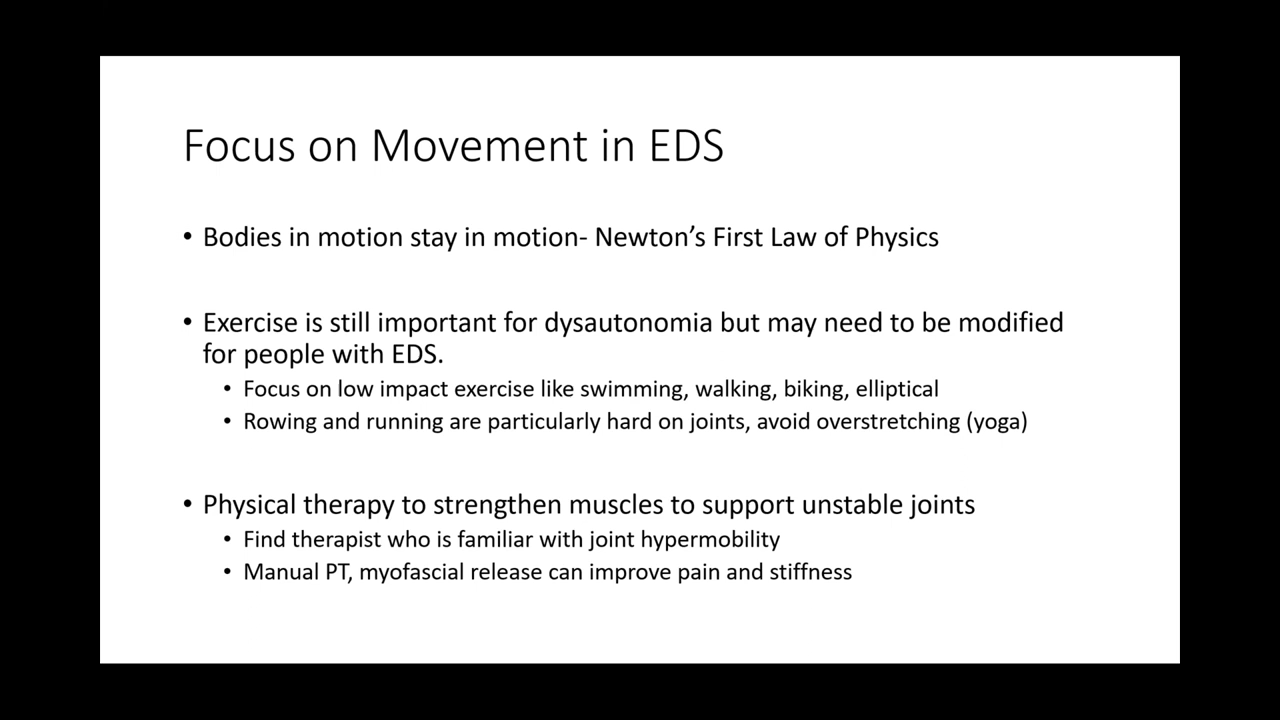 Focus on Movement in EDS
• Bodies in motion stay in motion- Newton’s First Law of Physics
• Exercise is still important for dysautonomia but may need to be modified
for people with EDS.
• Focus on low impact exercise like swimming, walking, biking, elliptical
• Rowing and running are particularly hard on joints, avoid overstretching (yoga)
• Physical therapy to strengthen muscles to support unstable joints
• Find therapist who is familiar with joint hypermobility
• Manual PT, myofascial release can improve pain and stiffness